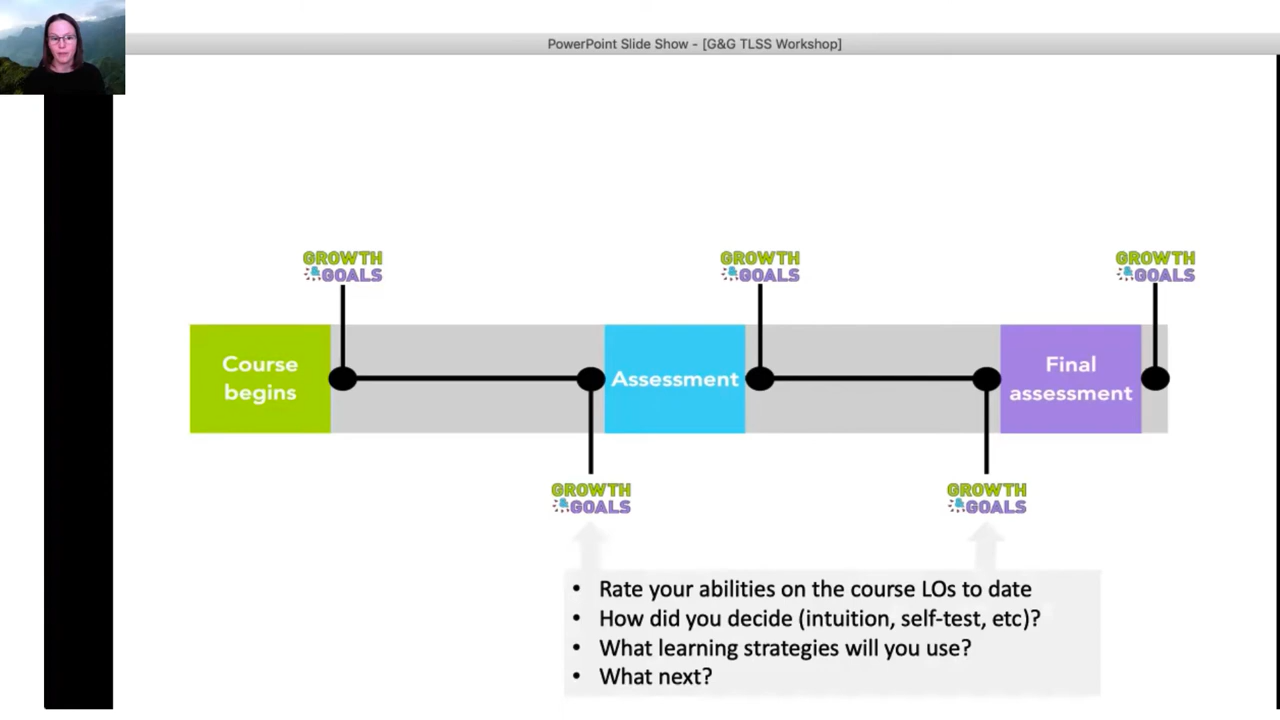 PowerPoint Slide Show - [G&G TLSS Workshop]
GROWTH
GOALS
GROWTH
GOALS
GROWTH
GOALS
Course
begins
Assessment
Final
assessment
GROWTH
GOALS
GROWTH
GOALS
• Rate your abilities on the course LOs to date
• How did you decide (intuition, self-test, etc)?
• What learning strategies will you use?
• What next?